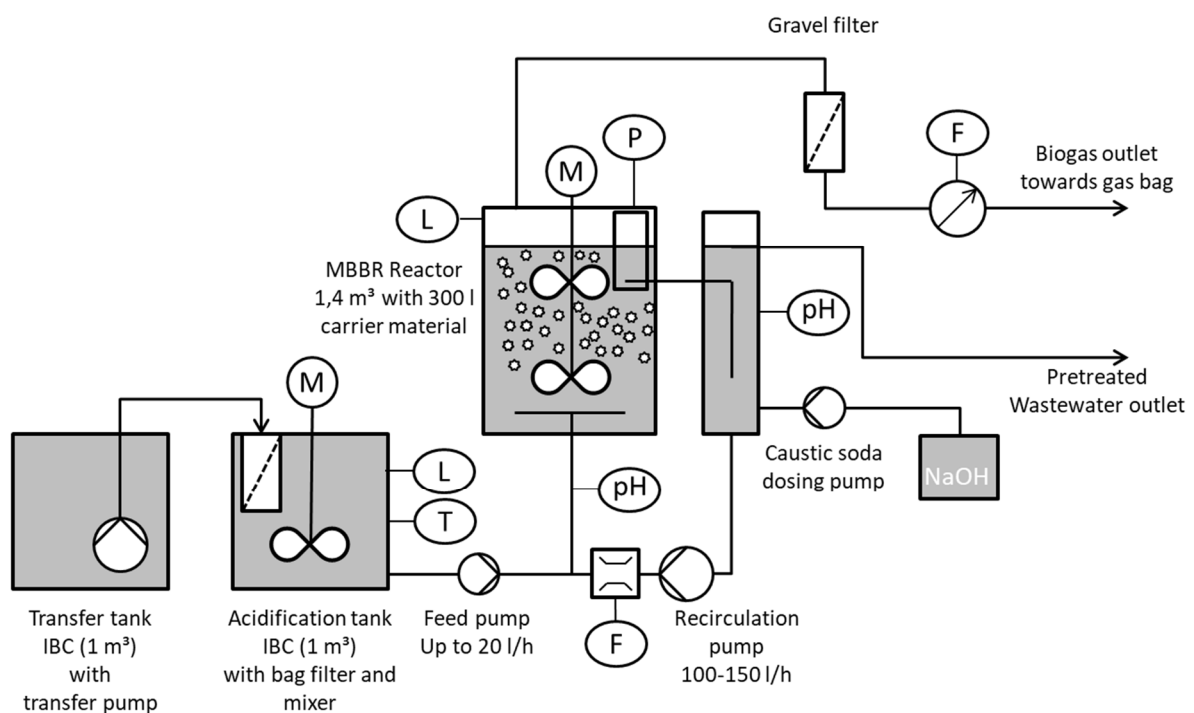 Gravel filter
F
P
M
Biogas outlet
towards gas bag
L
MBBR Reactor
1,4 m³ with 300 l
carrier material
pH
M
Pretreated
Wastewater outlet
Caustic soda
dosing pump
NaOH
L
pH
T
Transfer tank
IBC (1 m³)
with
transfer pump
Acidification tank
IBC (1 m³)
with bag filter and
mixer
Feed pump
Up to 20 l/h
F
Recirculation
pump
100-150 l/h